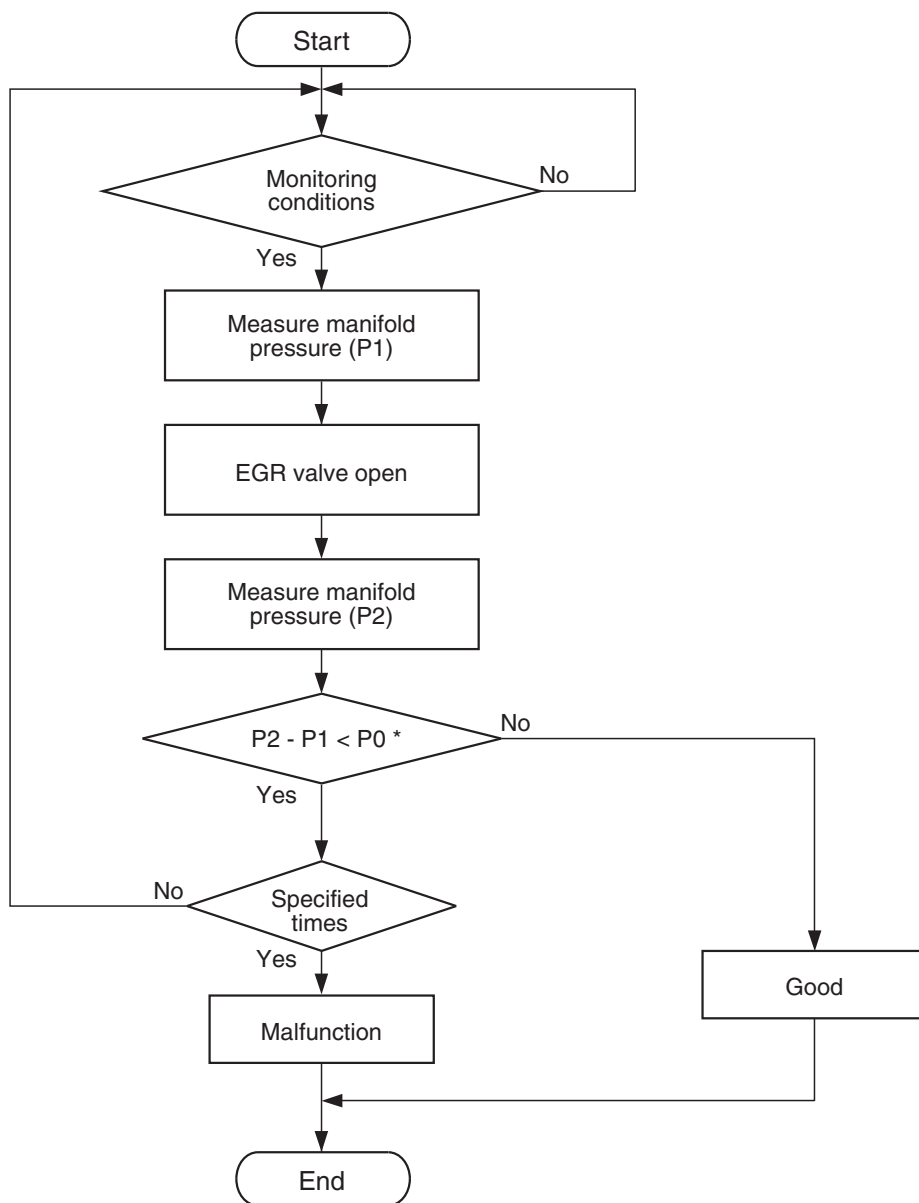 Start
Monitoring
conditions
No
Yes
Measure manifold
pressure (P1)
EGR valve open
Measure manifold
pressure (P2)
P2 - P1 < P0 *
No
Yes
Specified
times
No
Yes
Good
Malfunction
End